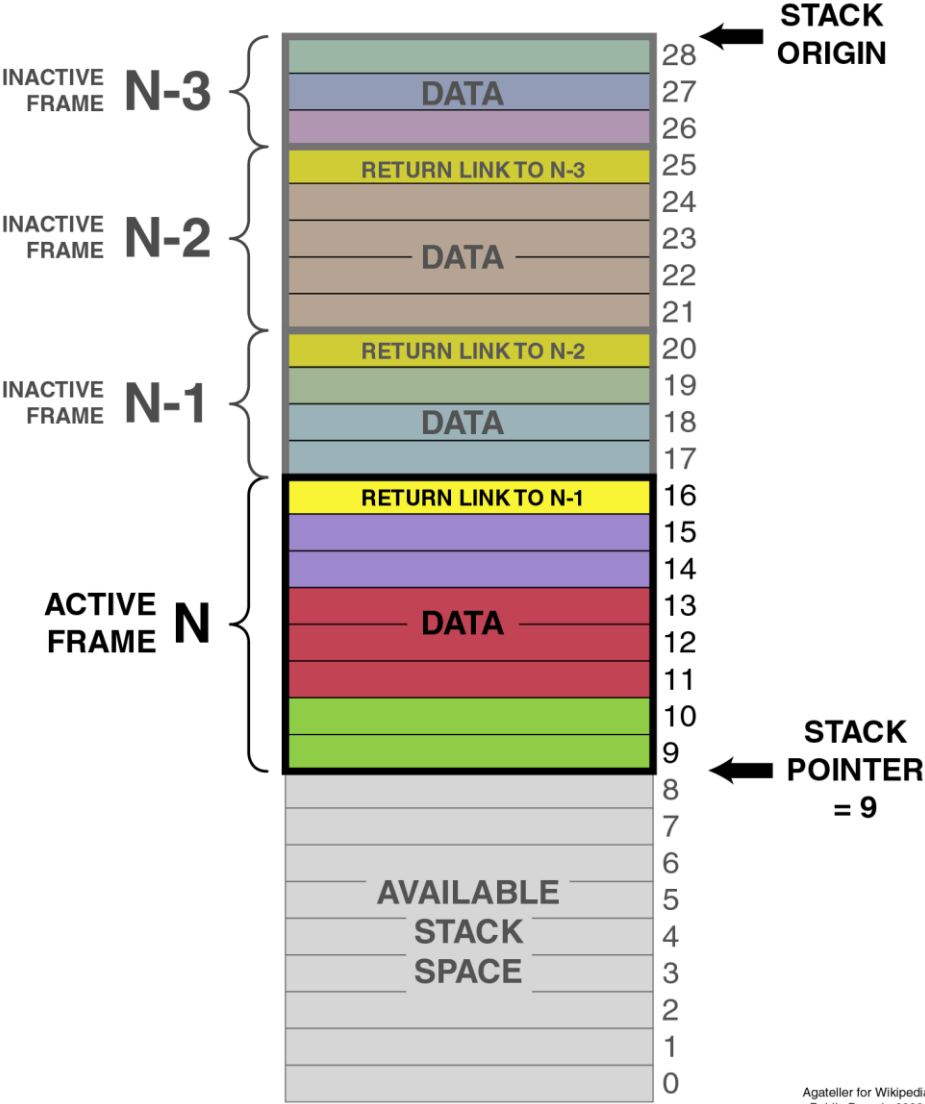 STACK
ORIGIN
INACTIVE
FRAME N-3
DATA
28
27
26
INACTIVE
FRAME N-2
RETURN LINK TO N-3
DATA
25
24
23
22
21
INACTIVE
FRAME N-1
RETURN LINK TO N-2
DATA
20
19
18
17
ACTIVE
FRAME N
RETURN LINK TO N-1
DATA
16
15
14
13
12
11
10
9
STACK
POINTER
= 9
AVAILABLE
STACK
SPACE
8
7
6
5
4
3
2
1
0
Agateller for Wikipedia